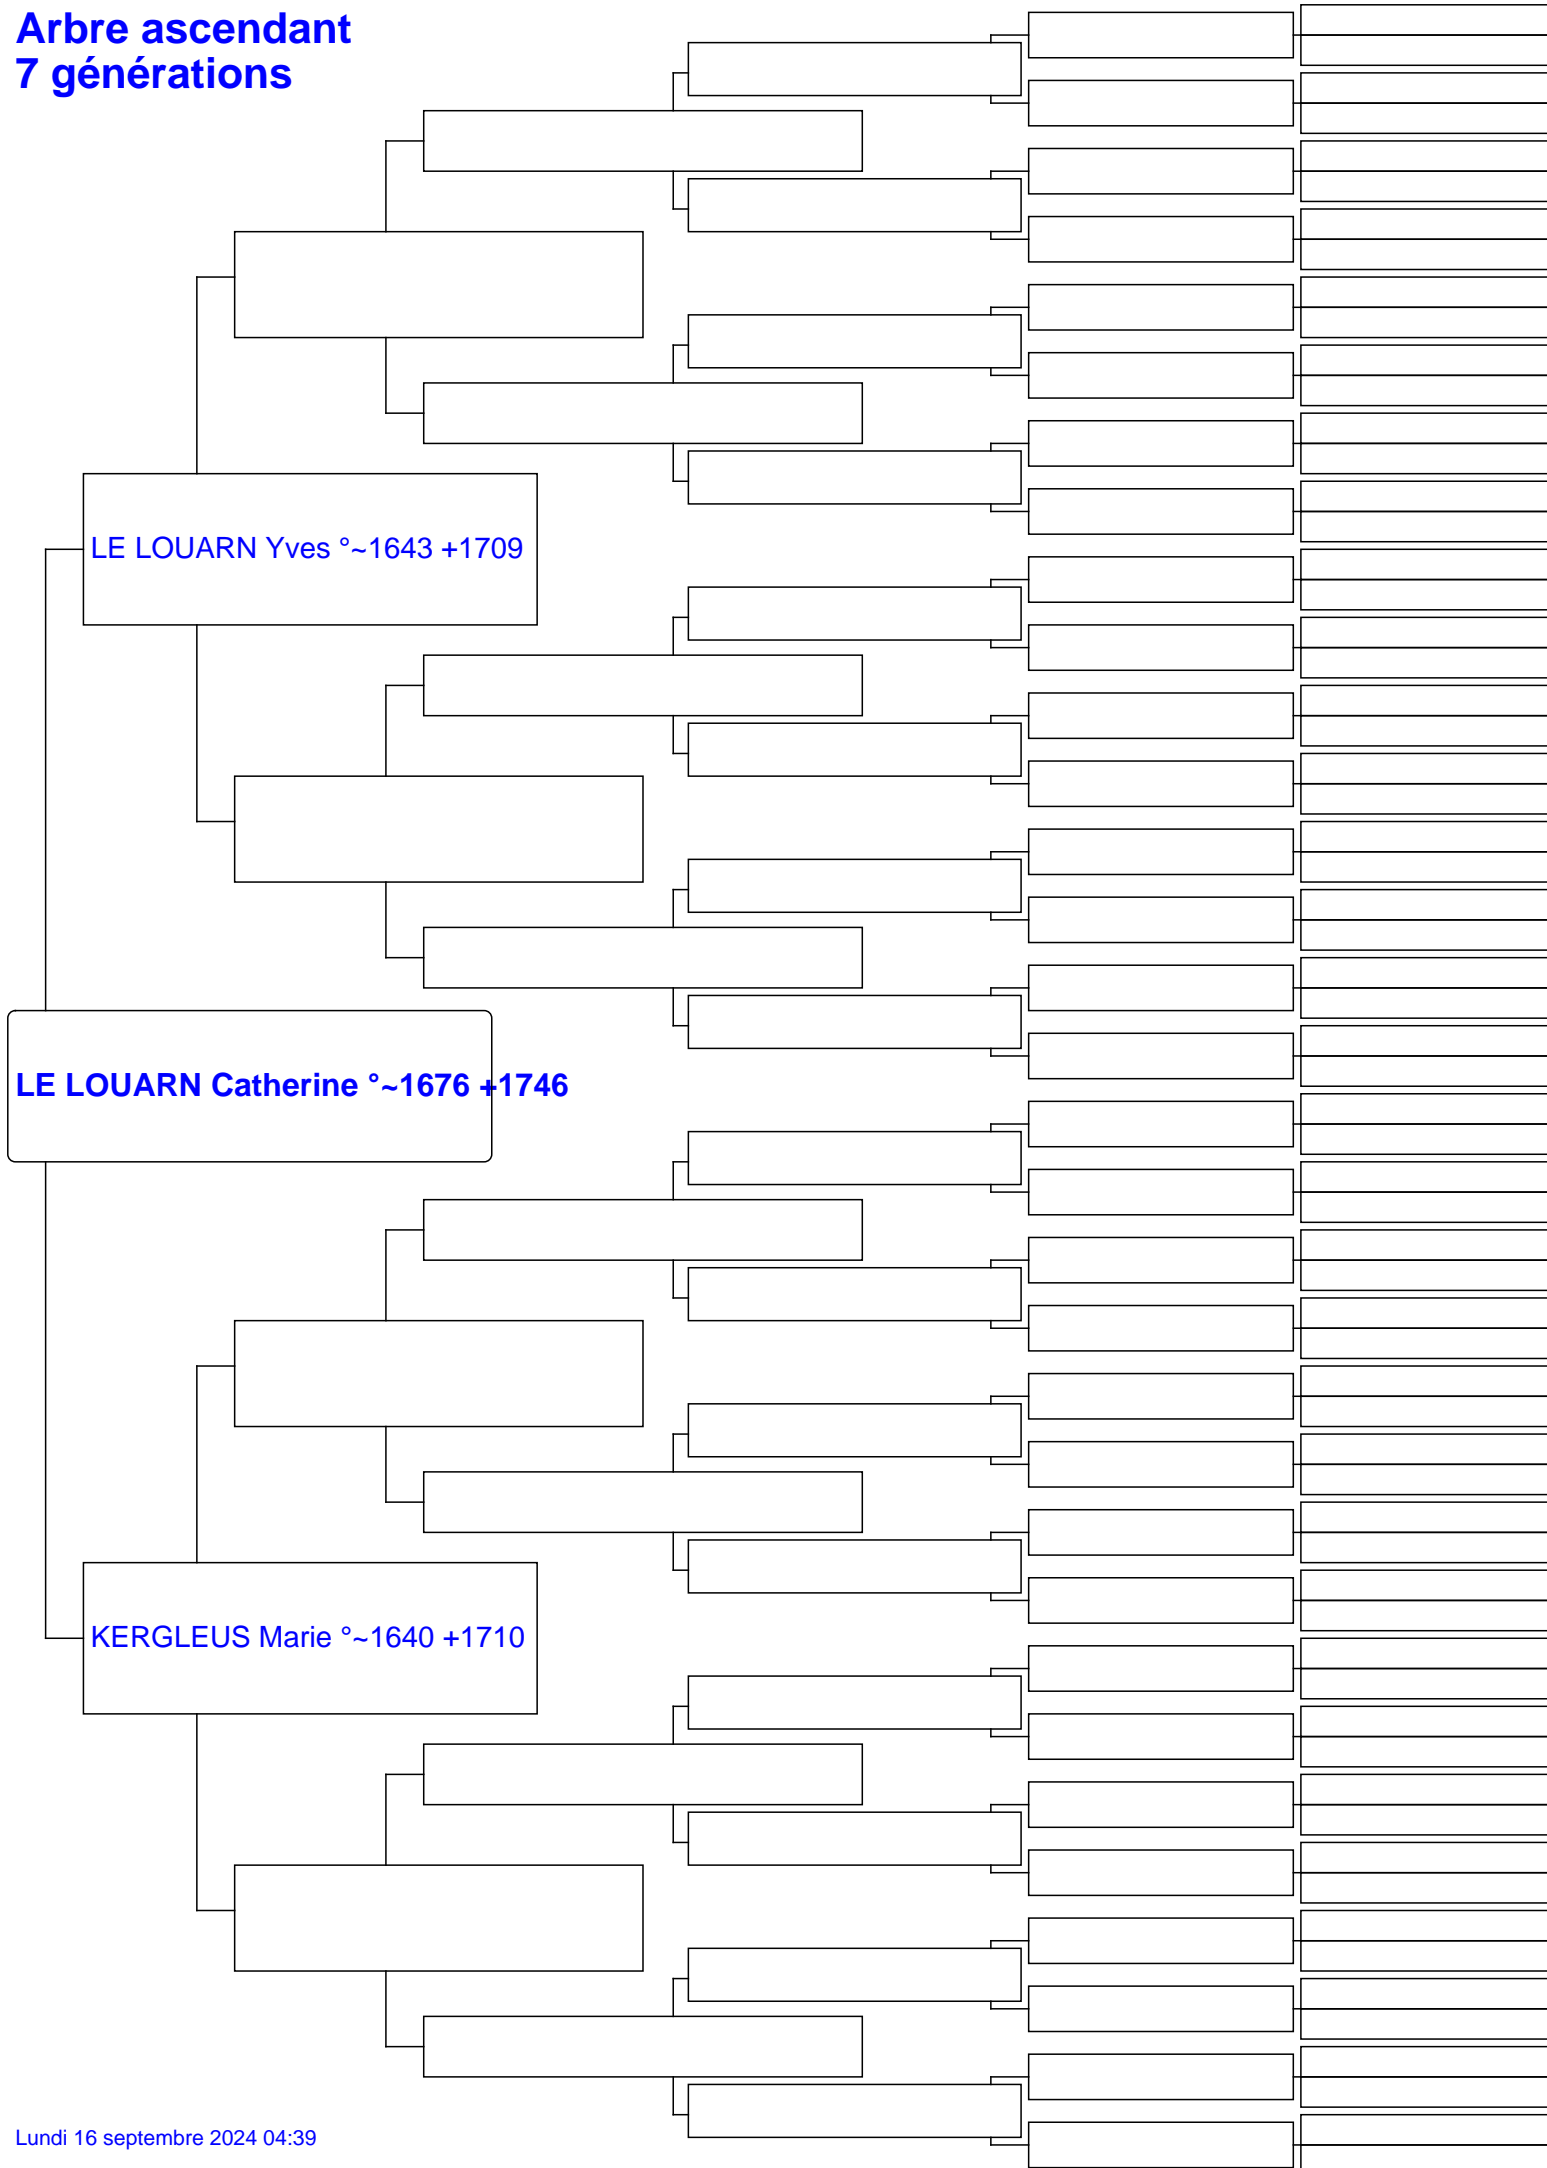 Arbre ascendant
7 générations
LE LOUARN Yves °~1643 +1709
LE LOUARN Catherine °~1676 +1746
KERGLEUS Marie °~1640 +1710
Lundi 16 septembre 2024 04:39